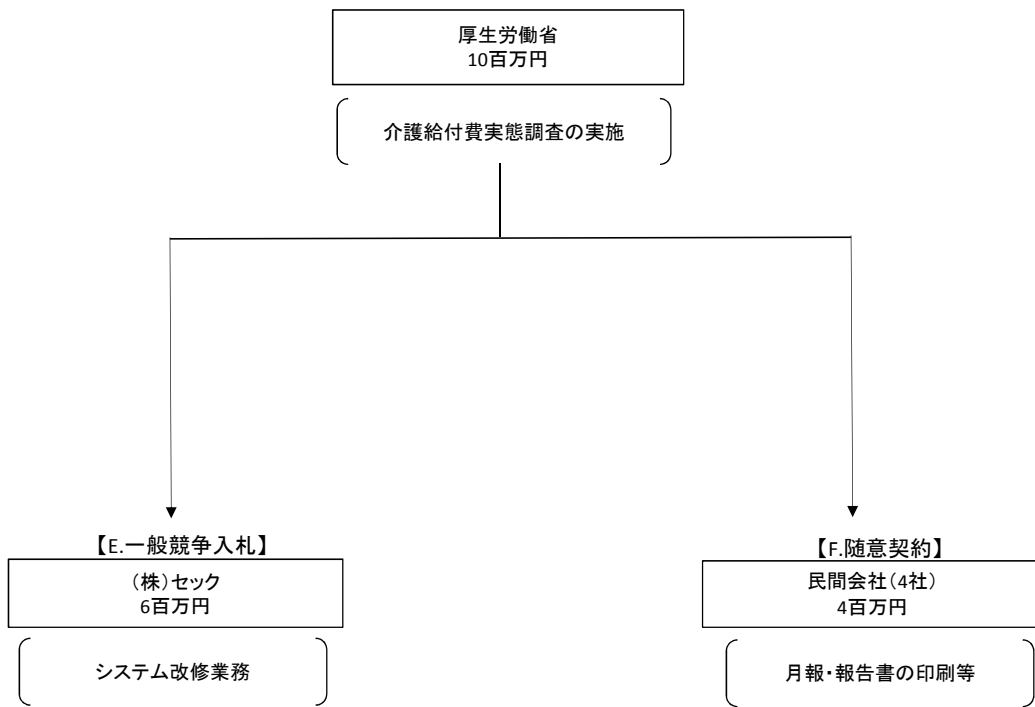 厚生労働省
10百万円
介護給付費実態調査の実施
【E.一般競争入札】
（株）セック
6百万円
システム改修業務
【F.随意契約】
民間会社（4社）
4百万円
月報・報告書の印刷等